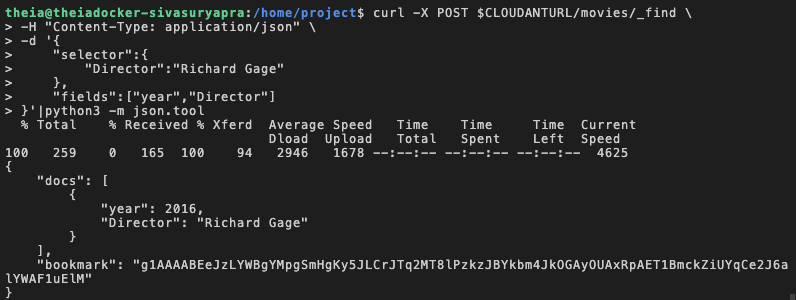 theia@theiadocker-sivasuryapra:/home/project$ curl -X POST $CLOUDANTURL/movies/_find \
> -H "Content-Type: application/json" \
> -d '{
>     "selector":{
>         "Director":"Richard Gage"
>     },
>     "fields":["year","Director"]
> }'|python3 -m json.tool
  % Total    % Received % Xferd  Average Speed   Time    Time     Time  Current
                                 Dload  Upload   Total   Spent    Left  Speed
100   259    0   165  100    94   2946   1678 --:--:-- --:--:-- --:--:--  4625
{
    "docs": [
        {
            "year": 2016,
            "Director": "Richard Gage"
        }
    ],
    "bookmark": "g1AAAABEeJzLYWBgYMpgSmHgKy5JLCrJTq2MT8lPzkzJBYkbm4JkOGAyOUAxRpAET1BmckZiUYqCe2J6a
lYWAF1uElM"
}